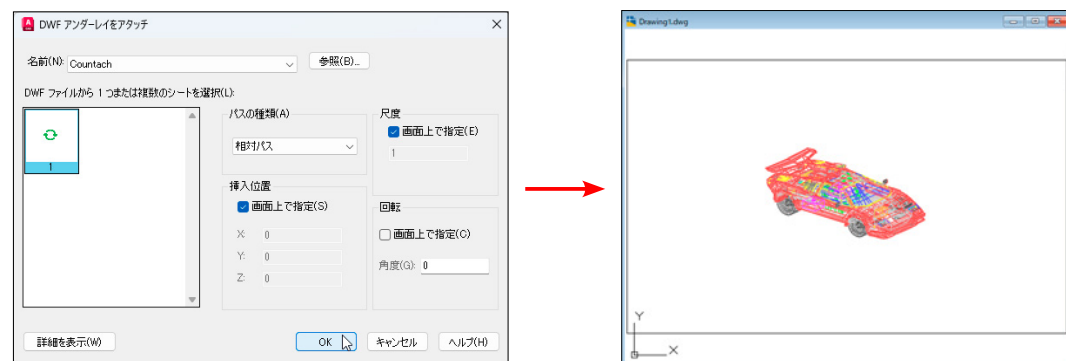 DWF アンダーレイをアタッチ
名前(N): Countach 参照(B)...
DWF ファイルから 1 つまたは複数のシートを選択(L):
1
パスの種類(A)
相対パス
挿入位置
画面上で指定(S)
X: 0
Y: 0
Z: 0
尺度
画面上で指定(E)
1
回転
画面上で指定(C)
角度(G): 0
詳細を表示(W) OK キャンセル ヘルプ(H)
Drawing1.dwg
Y
X